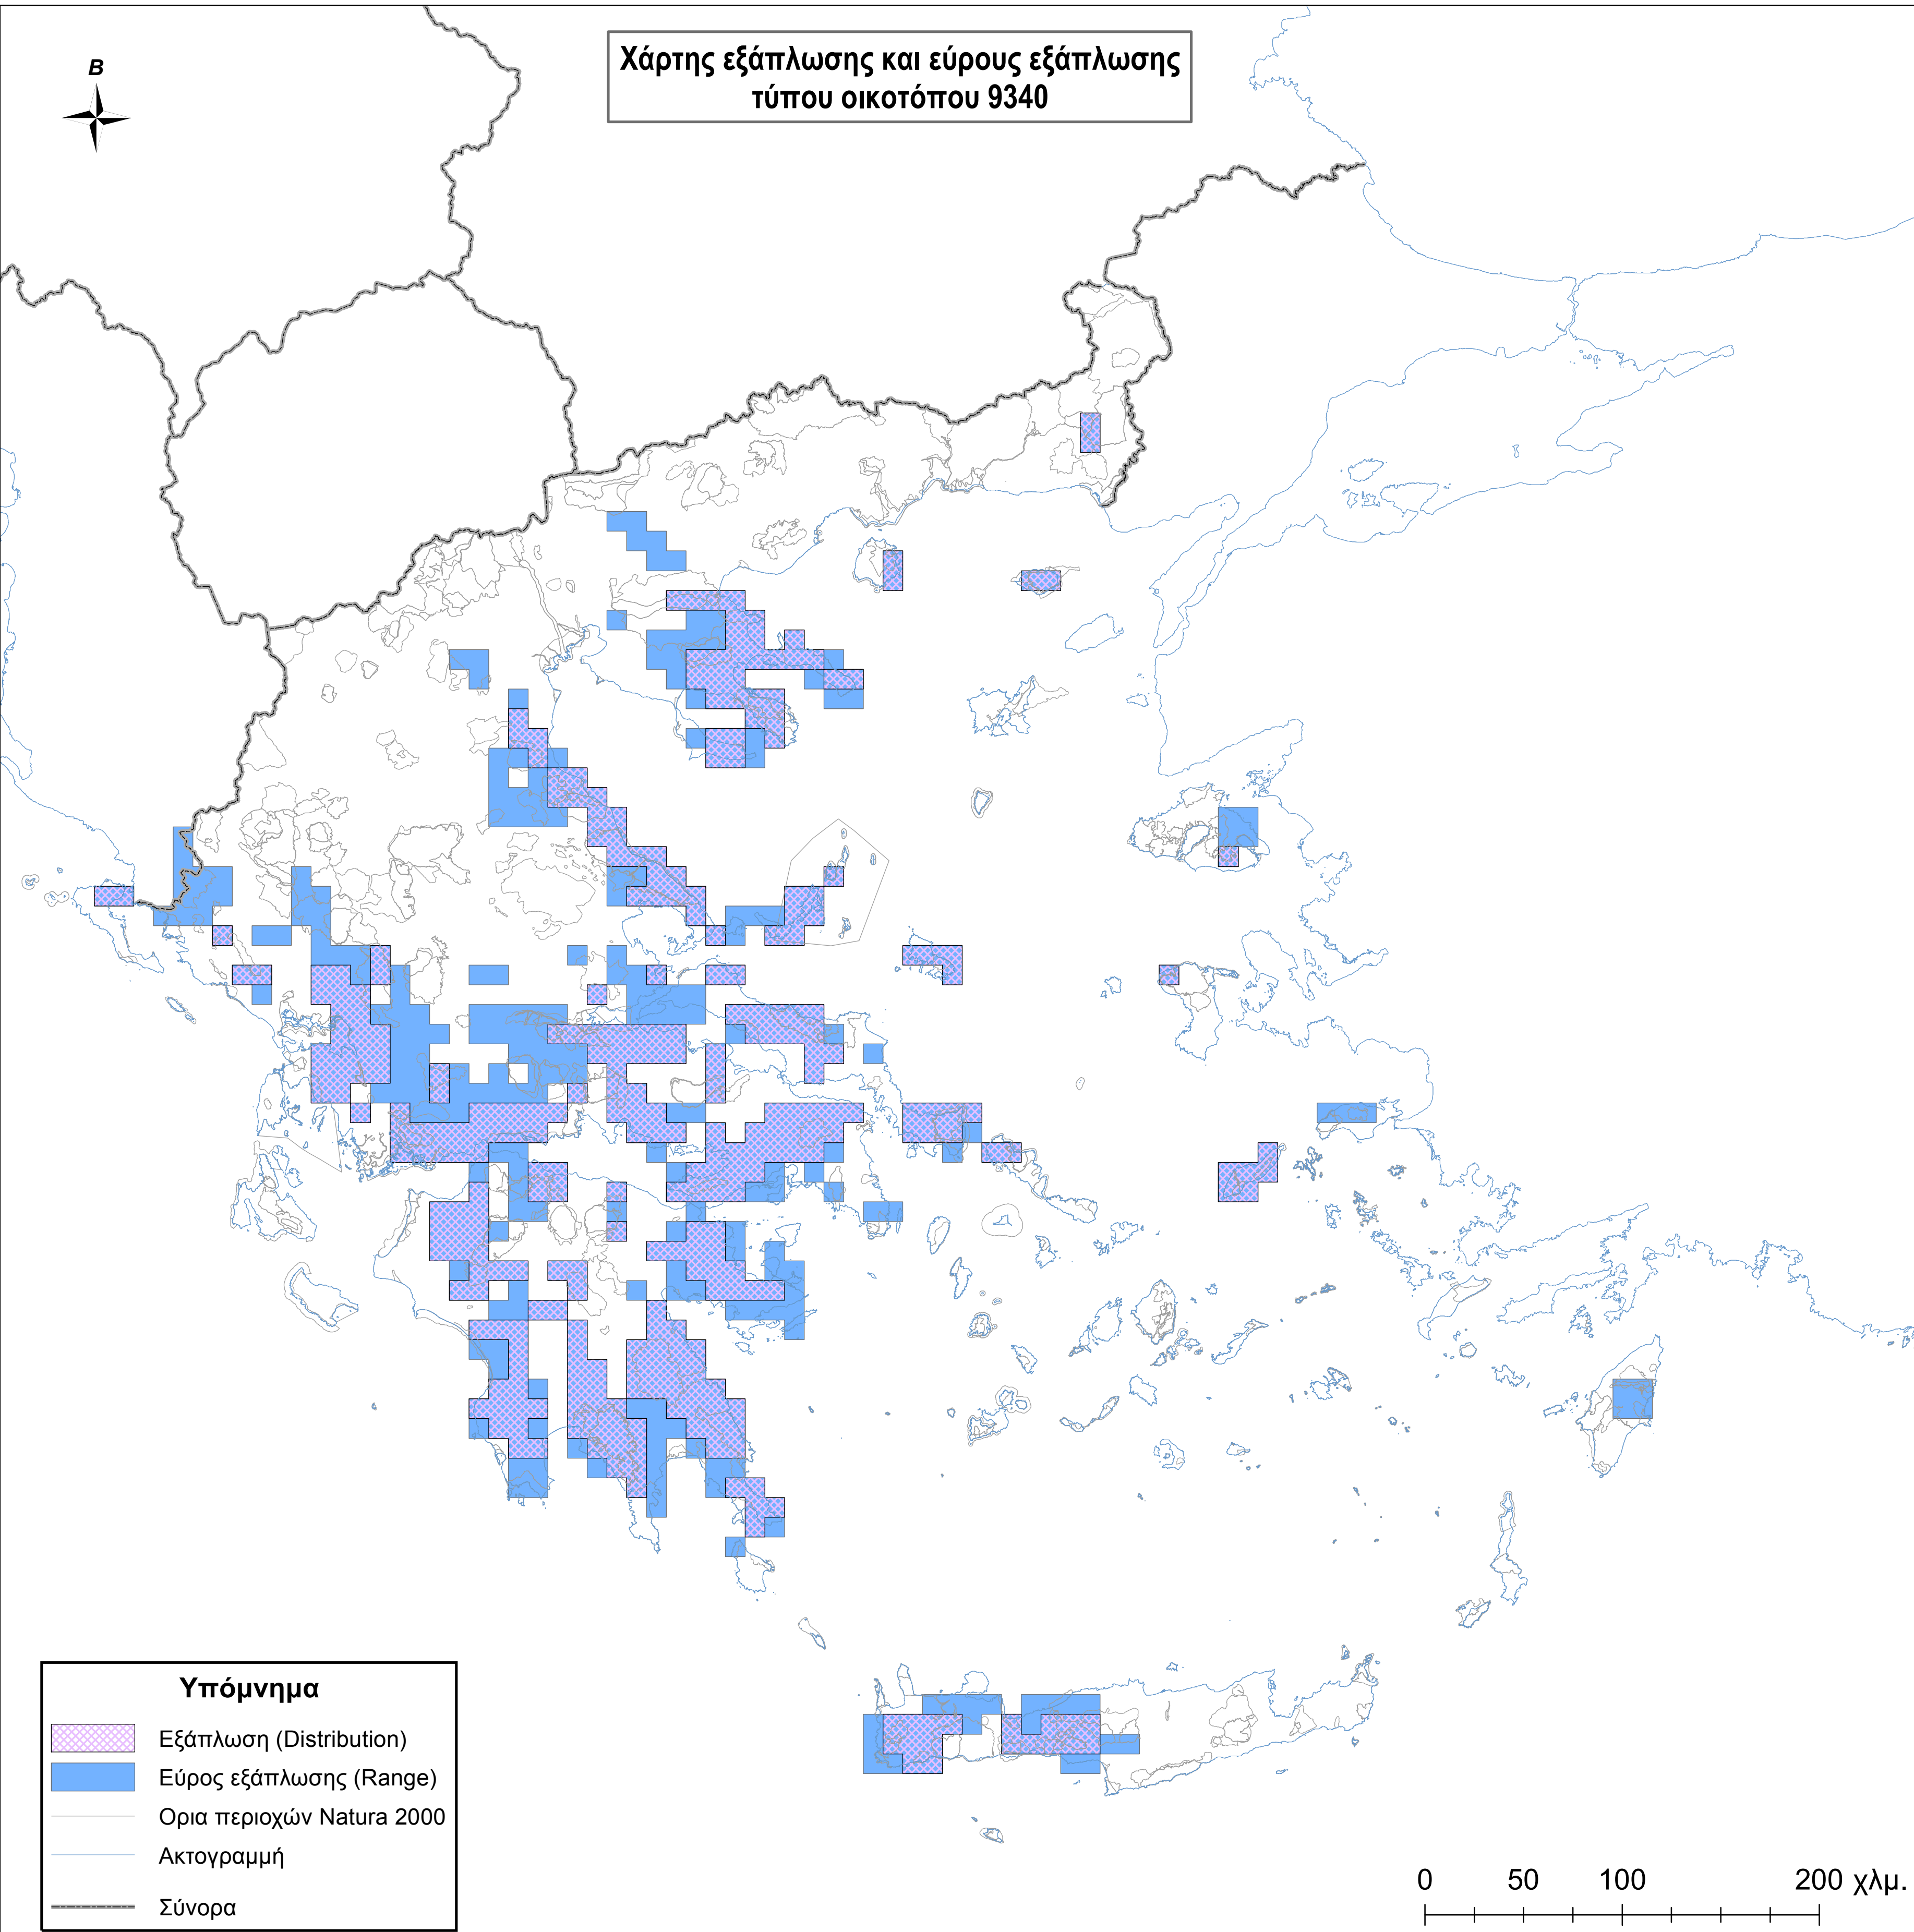 Χάρτης εξάπλωσης και εύρους εξάπλωσης
τύπου οικοτόπου 9340
Β
Υπόμνημα
Εξάπλωση (Distribution)
Εύρος εξάπλωσης (Range)
Ορια περιοχών Natura 2000
Ακτογραμμή
Σύνορα
0 50 100 200 χλμ.